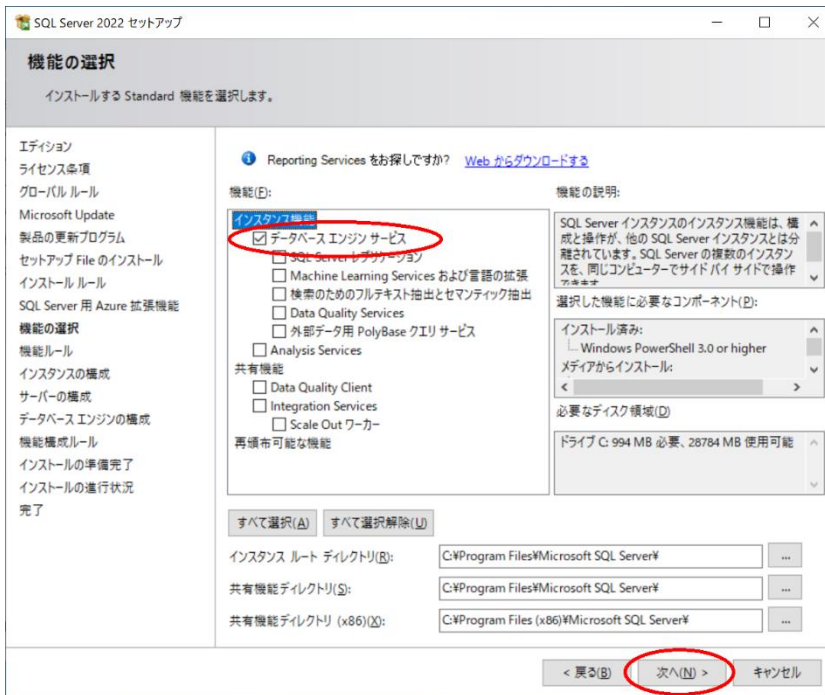 SQL Server 2022 セットアップ
機能の選択
インストールする Standard 機能を選択します。
エディション
ライセンス条項
グローバル ルール
Microsoft Update
製品の更新プログラム
セットアップ File のインストール
インストール ルール
SQL Server 用 Azure 拡張機能
機能の選択
機能ルール
インスタンスの構成
サーバーの構成
データベース エンジンの構成
機能構成ルール
インストールの準備完了
インストールの進行状況
完了
Reporting Services をお探しですか? Web からダウンロードする
機能(F):
インスタンス機能
データベース エンジン サービス
SQL Server レプリケーション
Machine Learning Services および言語の拡張
検索のためのフルテキスト抽出とセマンティック抽出
Data Quality Services
外部データ用 PolyBase クエリ サービス
Analysis Services
共有機能
Data Quality Client
Integration Services
Scale Out ワーカー
再頒布可能な機能
機能の説明:
SQL Server インスタンスのインスタンス機能は、構
成と操作が、他の SQL Server インスタンスとは分
離されています。SQL Server の複数のインスタン
スを、同じコンピューターでサイド バイ サイドで操作
できます。
選択した機能に必要なコンポーネント(P):
インストール済み:
Windows PowerShell 3.0 or higher
メディアからインストール:
必要なディスク領域(D)
ドライブ C: 994 MB 必要、28784 MB 使用可能
すべて選択(A) すべて選択解除(U)
インスタンス ルート ディレクトリ(R): C:¥Program Files¥Microsoft SQL Server¥ ...
共有機能ディレクトリ(S): C:¥Program Files¥Microsoft SQL Server¥ ...
共有機能ディレクトリ (x86)(X): C:¥Program Files (x86)¥Microsoft SQL Server¥ ...
< 戻る(B) 次へ(N) > キャンセル